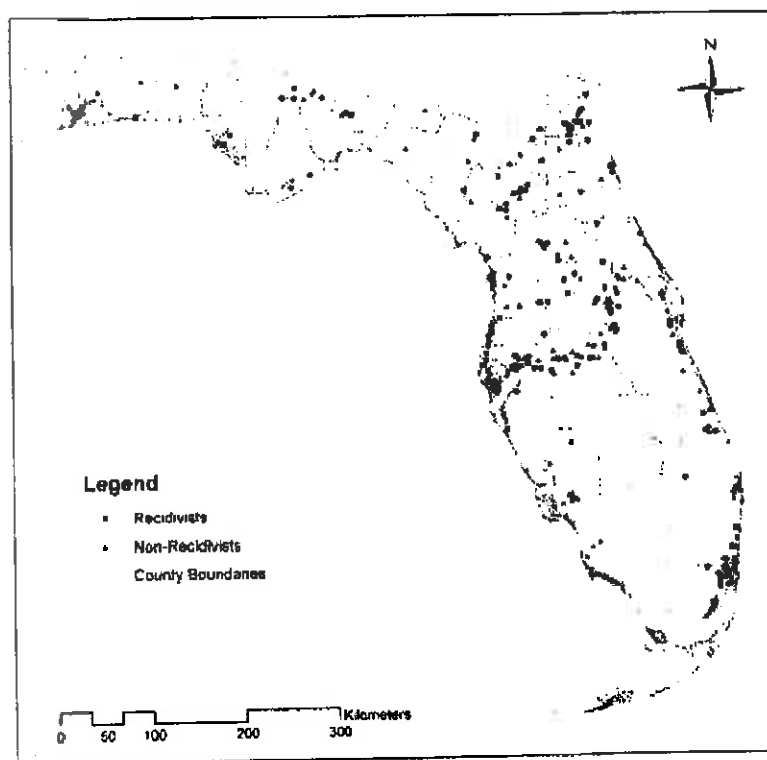 N
Legend
Recidivists
Non-Recidivists
County Boundaries
Kilometers
0 50 100 200 300